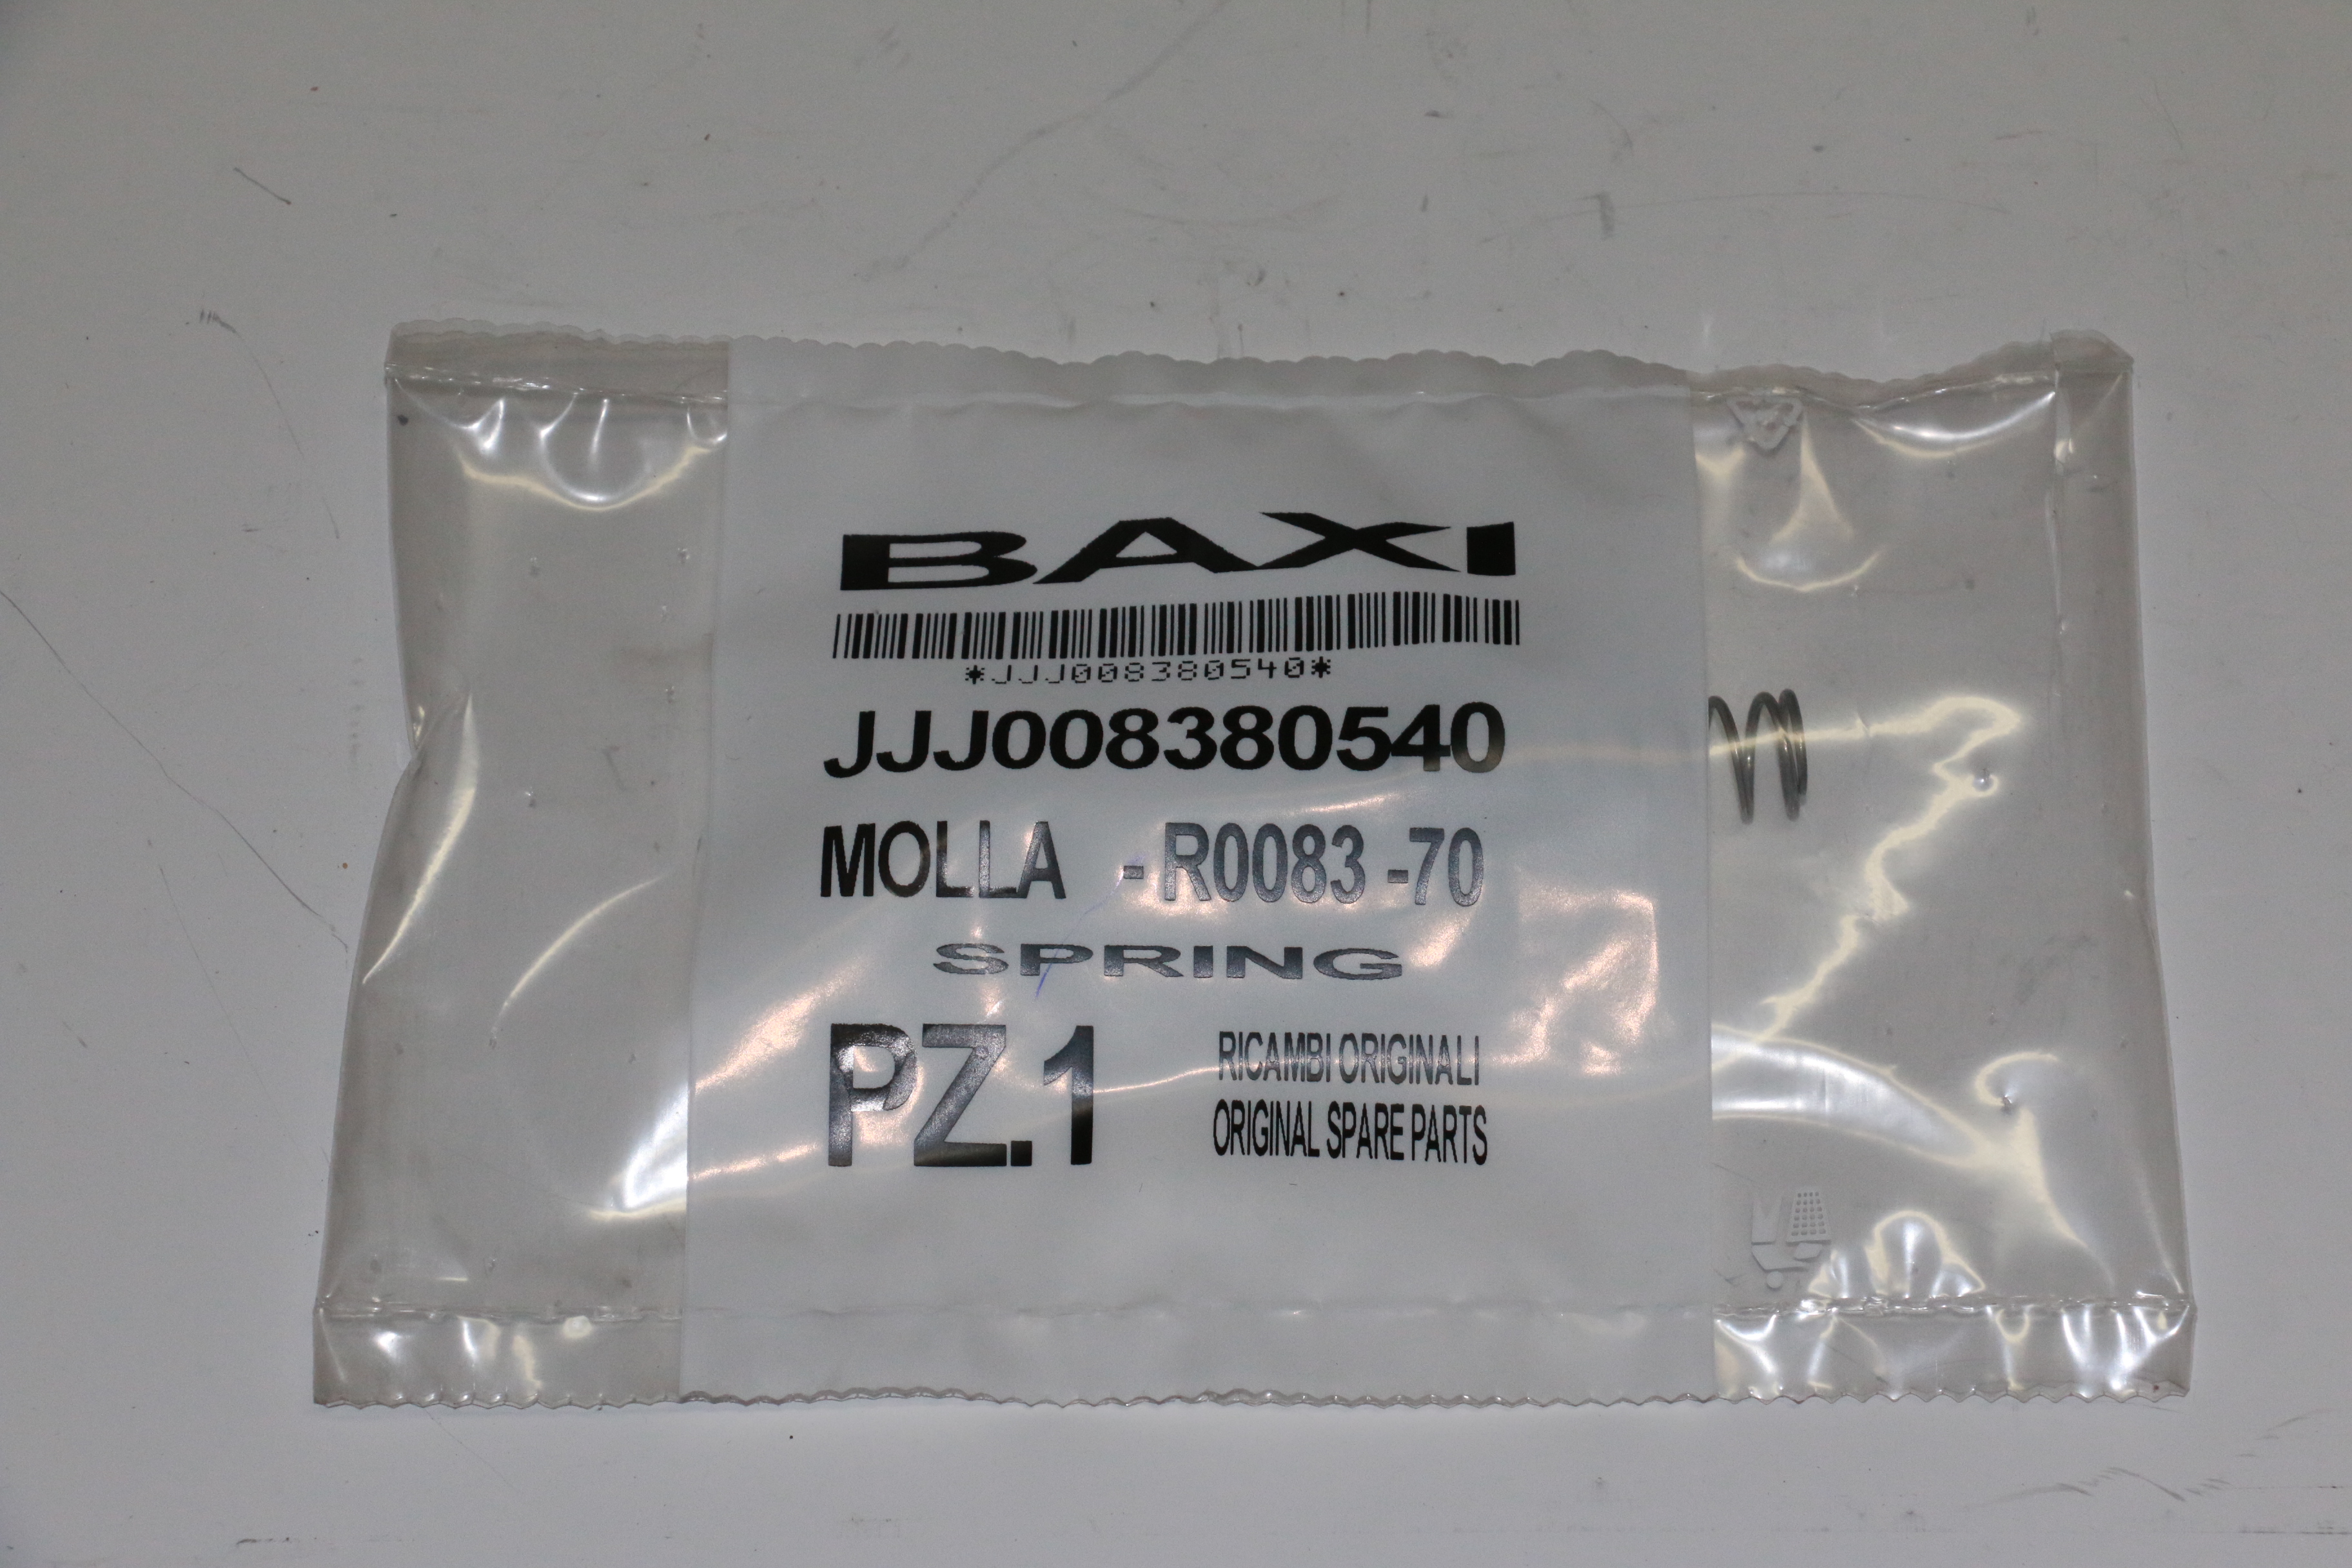 BAXI
*JJJ008380540*
JJJ008380540
MOLLA - R0083 -70
SPRING
PZ.1
RICAMBI ORIGINALI
ORIGINAL SPARE PARTS